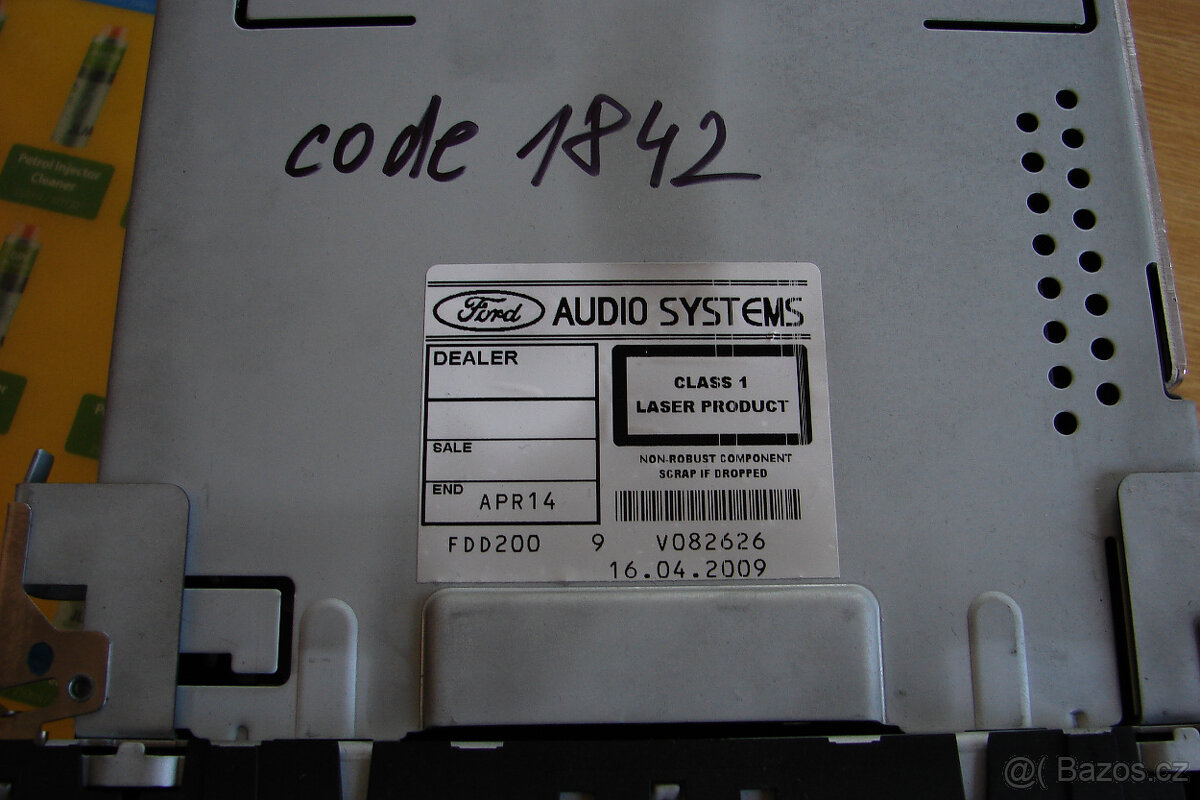 code 1842
Petrol Injector
Cleaner
Ford AUDIO SYSTEMS
DEALER
CLASS 1
LASER PRODUCT
SALE
NON-ROBUST COMPONENT
SCRAP IF DROPPED
END APR14
FDD200 9 V082626
16.04.2009
@( Bazos.cz